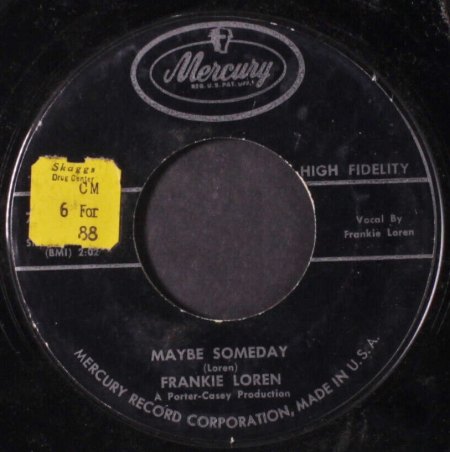 Mercury
REG. U.S. PAT. OFF.
HIGH FIDELITY
Skaggs
Drug Center
CM
6 For
88
Vocal By
Frankie Loren
(BMI) 2:02
MAYBE SOMEDAY
(Loren)
FRANKIE LOREN
A Porter-Casey Production
MERCURY RECORD CORPORATION, MADE IN U.S.A.